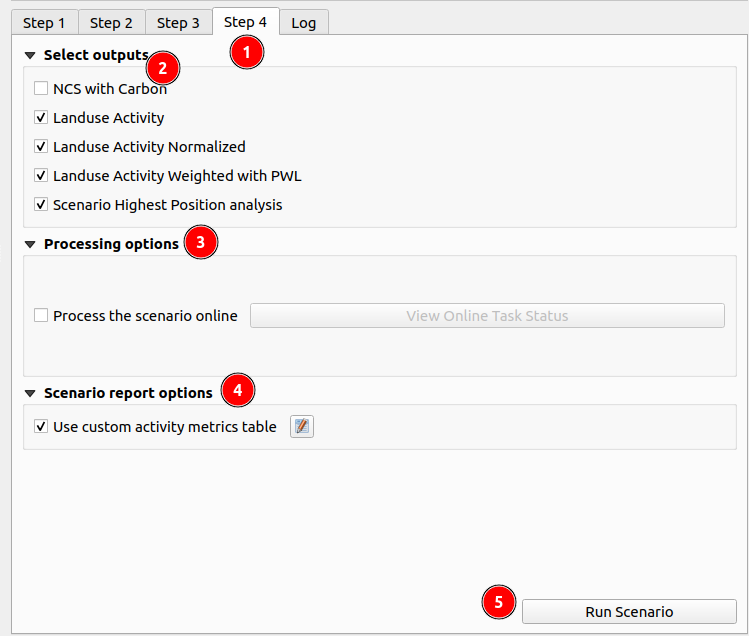 Step 1 Step 2 Step 3 Step 4 Log
1
Select outputs
2
NCS with Carbon
Landuse Activity
Landuse Activity Normalized
Landuse Activity Weighted with PWL
Scenario Highest Position analysis
Processing options 3
Process the scenario online View Online Task Status
Scenario report options 4
Use custom activity metrics table
5 Run Scenario